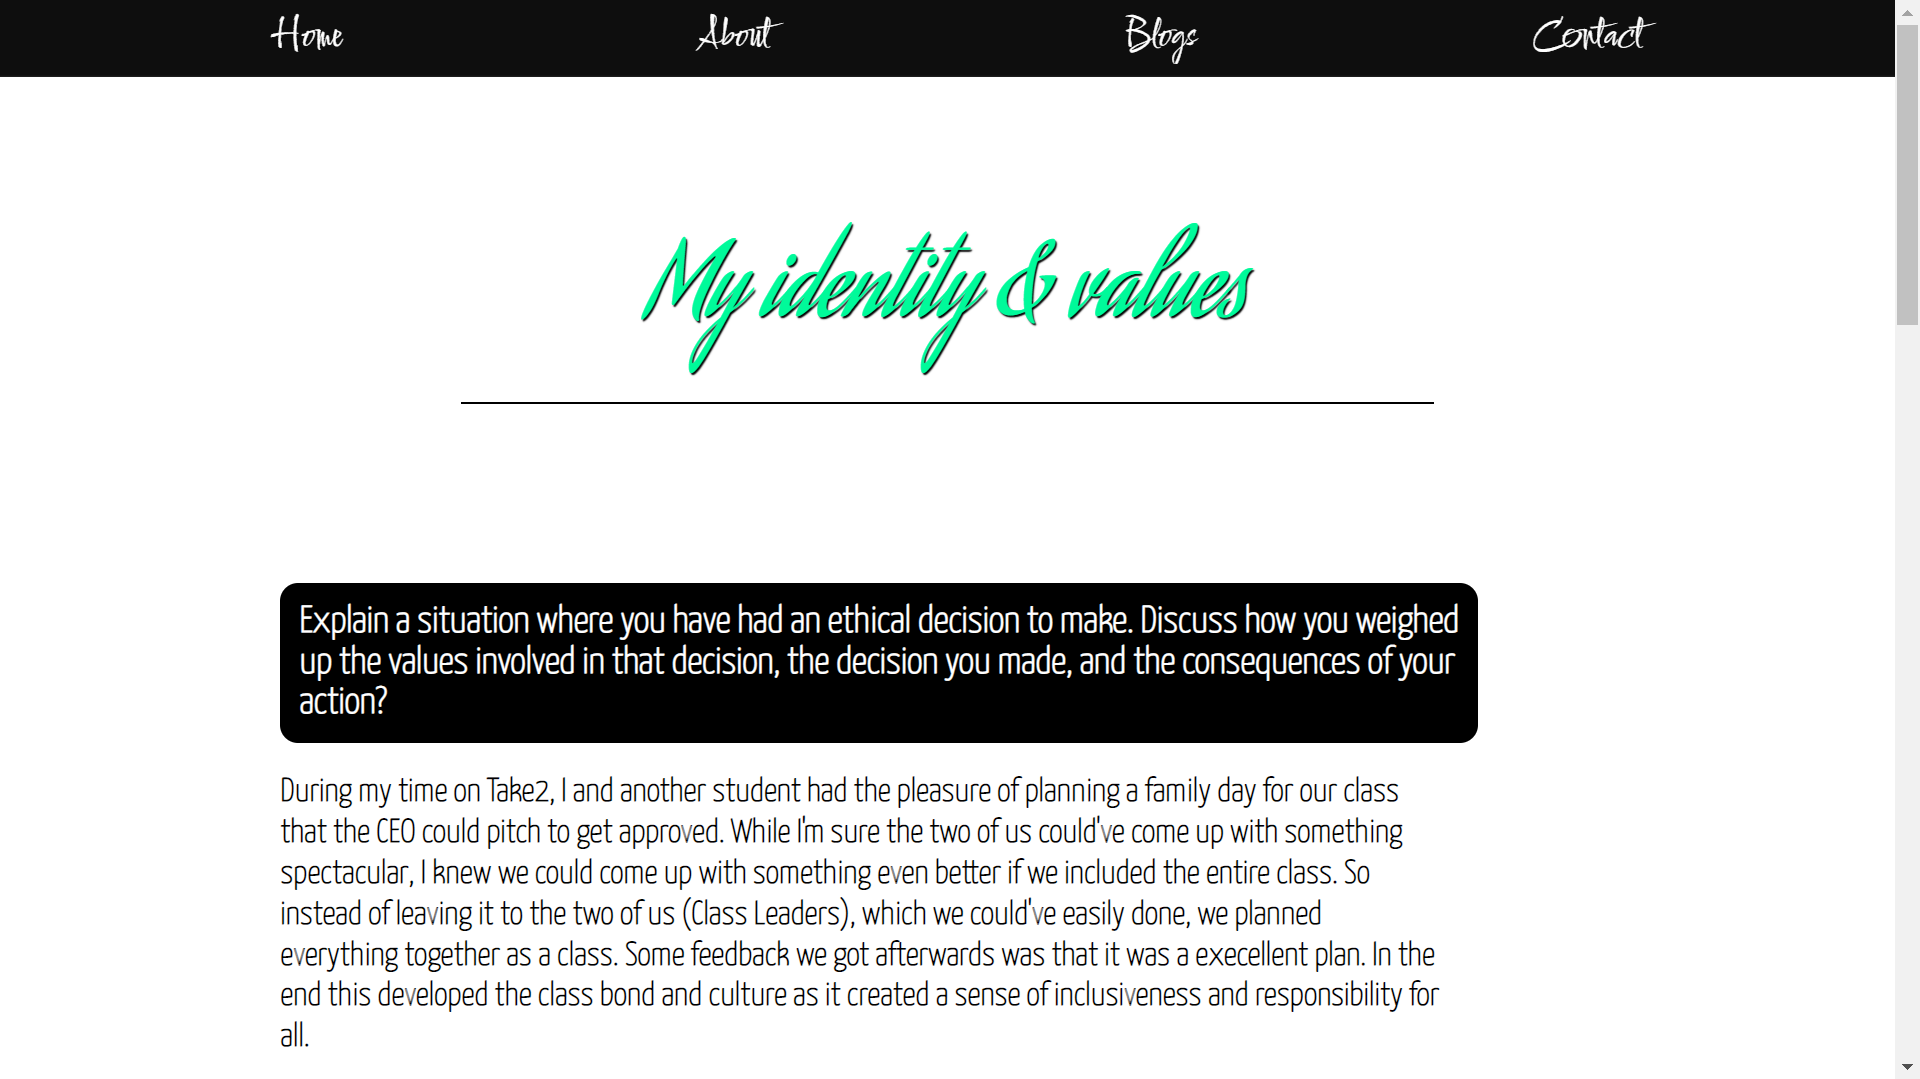 Home About Blogs Contact
My identity & values
Explain a situation where you have had an ethical decision to make. Discuss how you weighed
up the values involved in that decision, the decision you made, and the consequences of your
action?
During my time on Take2, I and another student had the pleasure of planning a family day for our class
that the CEO could pitch to get approved. While I'm sure the two of us could've come up with something
spectacular, I knew we could come up with something even better if we included the entire class. So
instead of leaving it to the two of us (Class Leaders), which we could've easily done, we planned
everything together as a class. Some feedback we got afterwards was that it was a execellent plan. In the
end this developed the class bond and culture as it created a sense of inclusiveness and responsibility for
all.